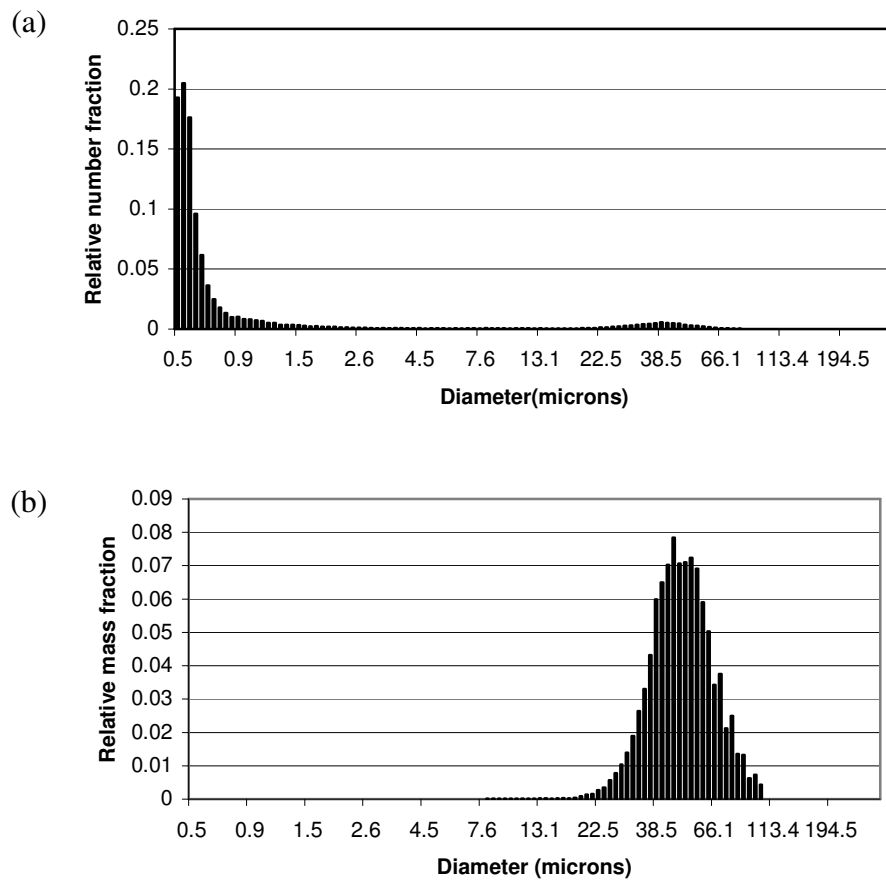 (a)
Relative number fraction
0.25
0.2
0.15
0.1
0.05
0
0.5 0.9 1.5 2.6 4.5 7.6 13.1 22.5 38.5 66.1 113.4 194.5
Diameter(microns)
(b)
Relative mass fraction
0.09
0.08
0.07
0.06
0.05
0.04
0.03
0.02
0.01
0
0.5 0.9 1.5 2.6 4.5 7.6 13.1 22.5 38.5 66.1 113.4 194.5
Diameter (microns)